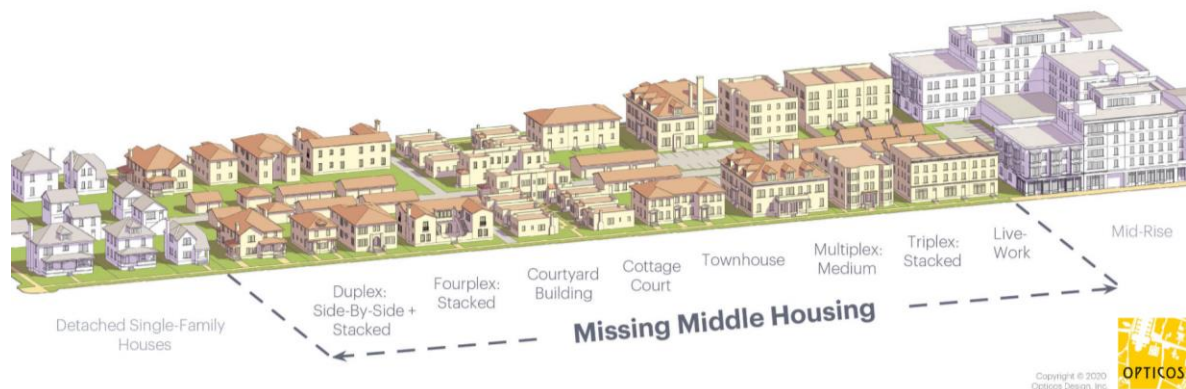 Detached Single-Family
Houses
Duplex:
Side-By-Side +
Stacked
Fourplex:
Stacked
Courtyard
Building
Cottage
Court
Townhouse
Multiplex:
Medium
Triplex:
Stacked
Live-
Work
Mid-Rise
Missing Middle Housing
Copyright © 2020
Opticos Design, Inc.
OPTICOS